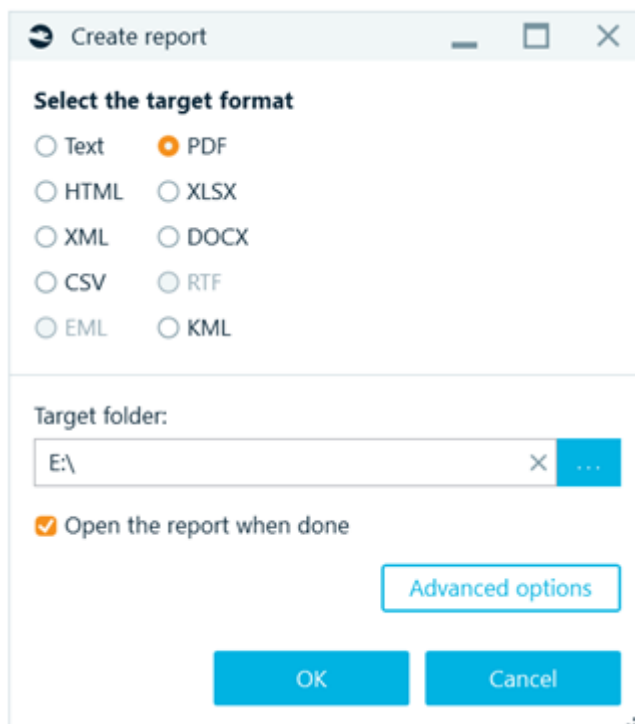 Create report
Select the target format
Text PDF
HTML XLSX
XML DOCX
CSV RTF
EML KML
Target folder:
E:\ ...
Open the report when done
Advanced options
OK Cancel